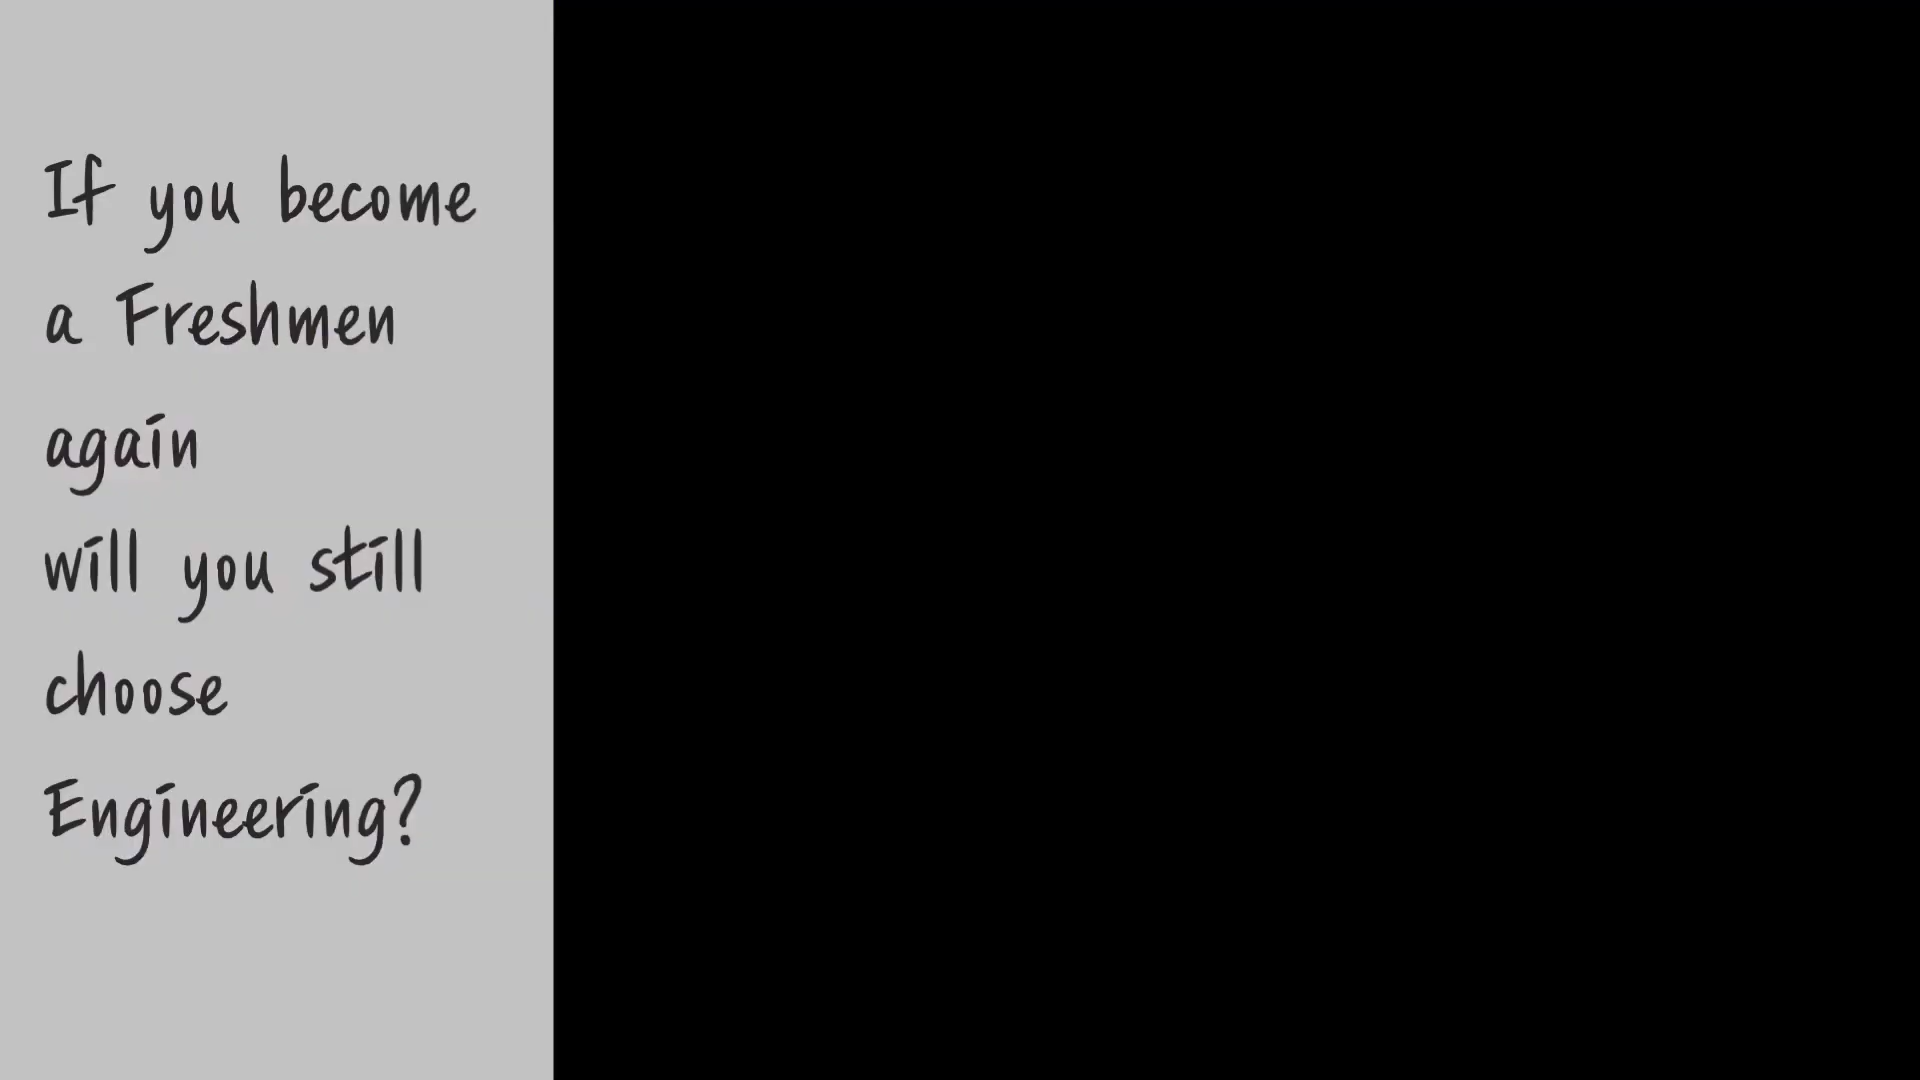 If you become
a Freshmen
again
will you still
choose
Engineering?